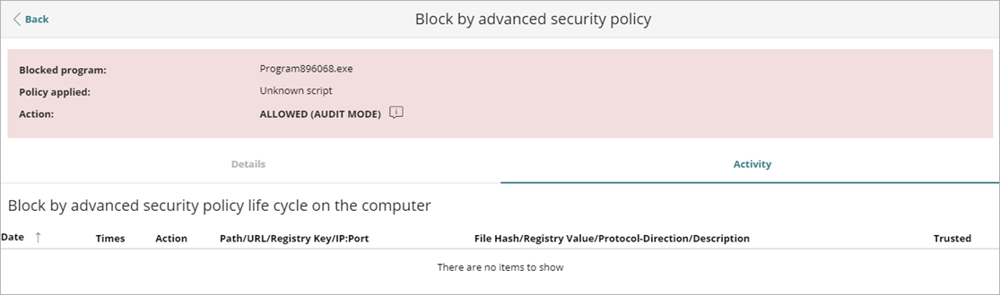 Back
Block by advanced security policy
Blocked program: Program896068.exe
Policy applied: Unknown script
Action: ALLOWED (AUDIT MODE)
Details Activity
Block by advanced security policy life cycle on the computer
Date ↑ Times Action Path/URL/Registry Key/IP:Port File Hash/Registry Value/Protocol-Direction/Description Trusted
There are no items to show